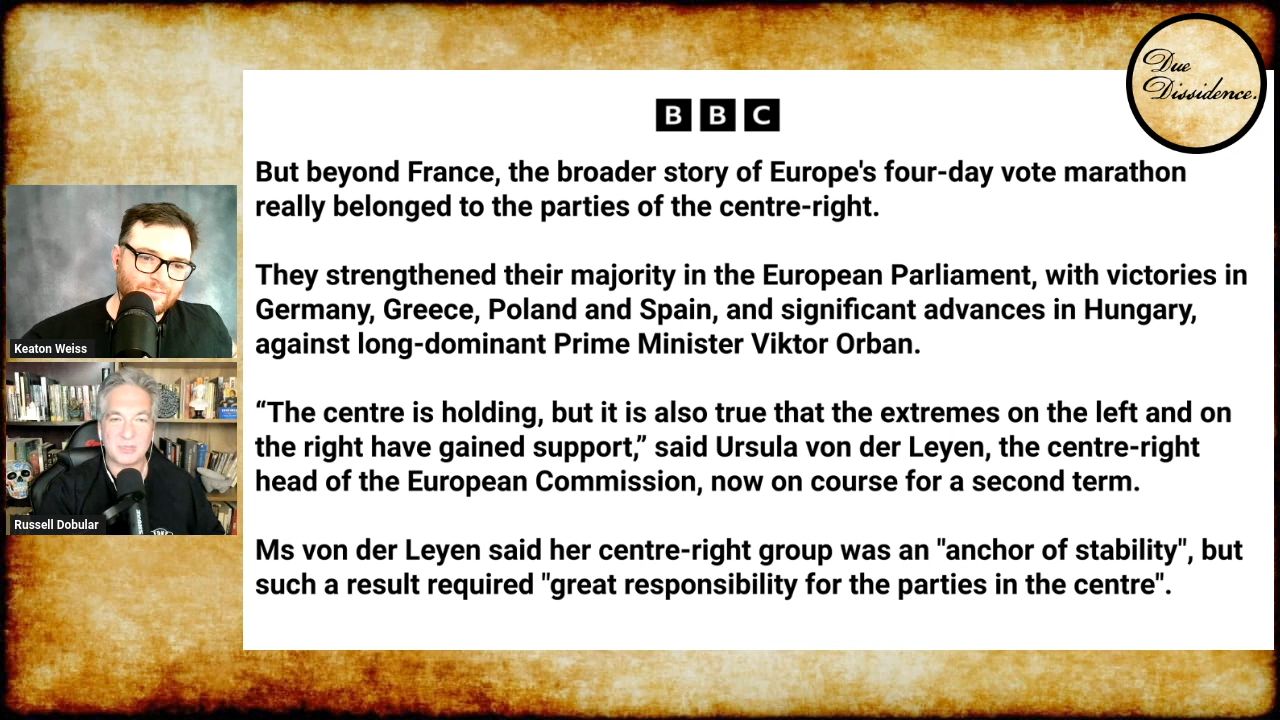 Due
Dissidence.
BBC
But beyond France, the broader story of Europe's four-day vote marathon
really belonged to the parties of the centre-right.
They strengthened their majority in the European Parliament, with victories in
Germany, Greece, Poland and Spain, and significant advances in Hungary,
against long-dominant Prime Minister Viktor Orban.
“The centre is holding, but it is also true that the extremes on the left and on
the right have gained support,” said Ursula von der Leyen, the centre-right
head of the European Commission, now on course for a second term.
Ms von der Leyen said her centre-right group was an "anchor of stability", but
such a result required "great responsibility for the parties in the centre".
Keaton Weiss
Russell Dobular